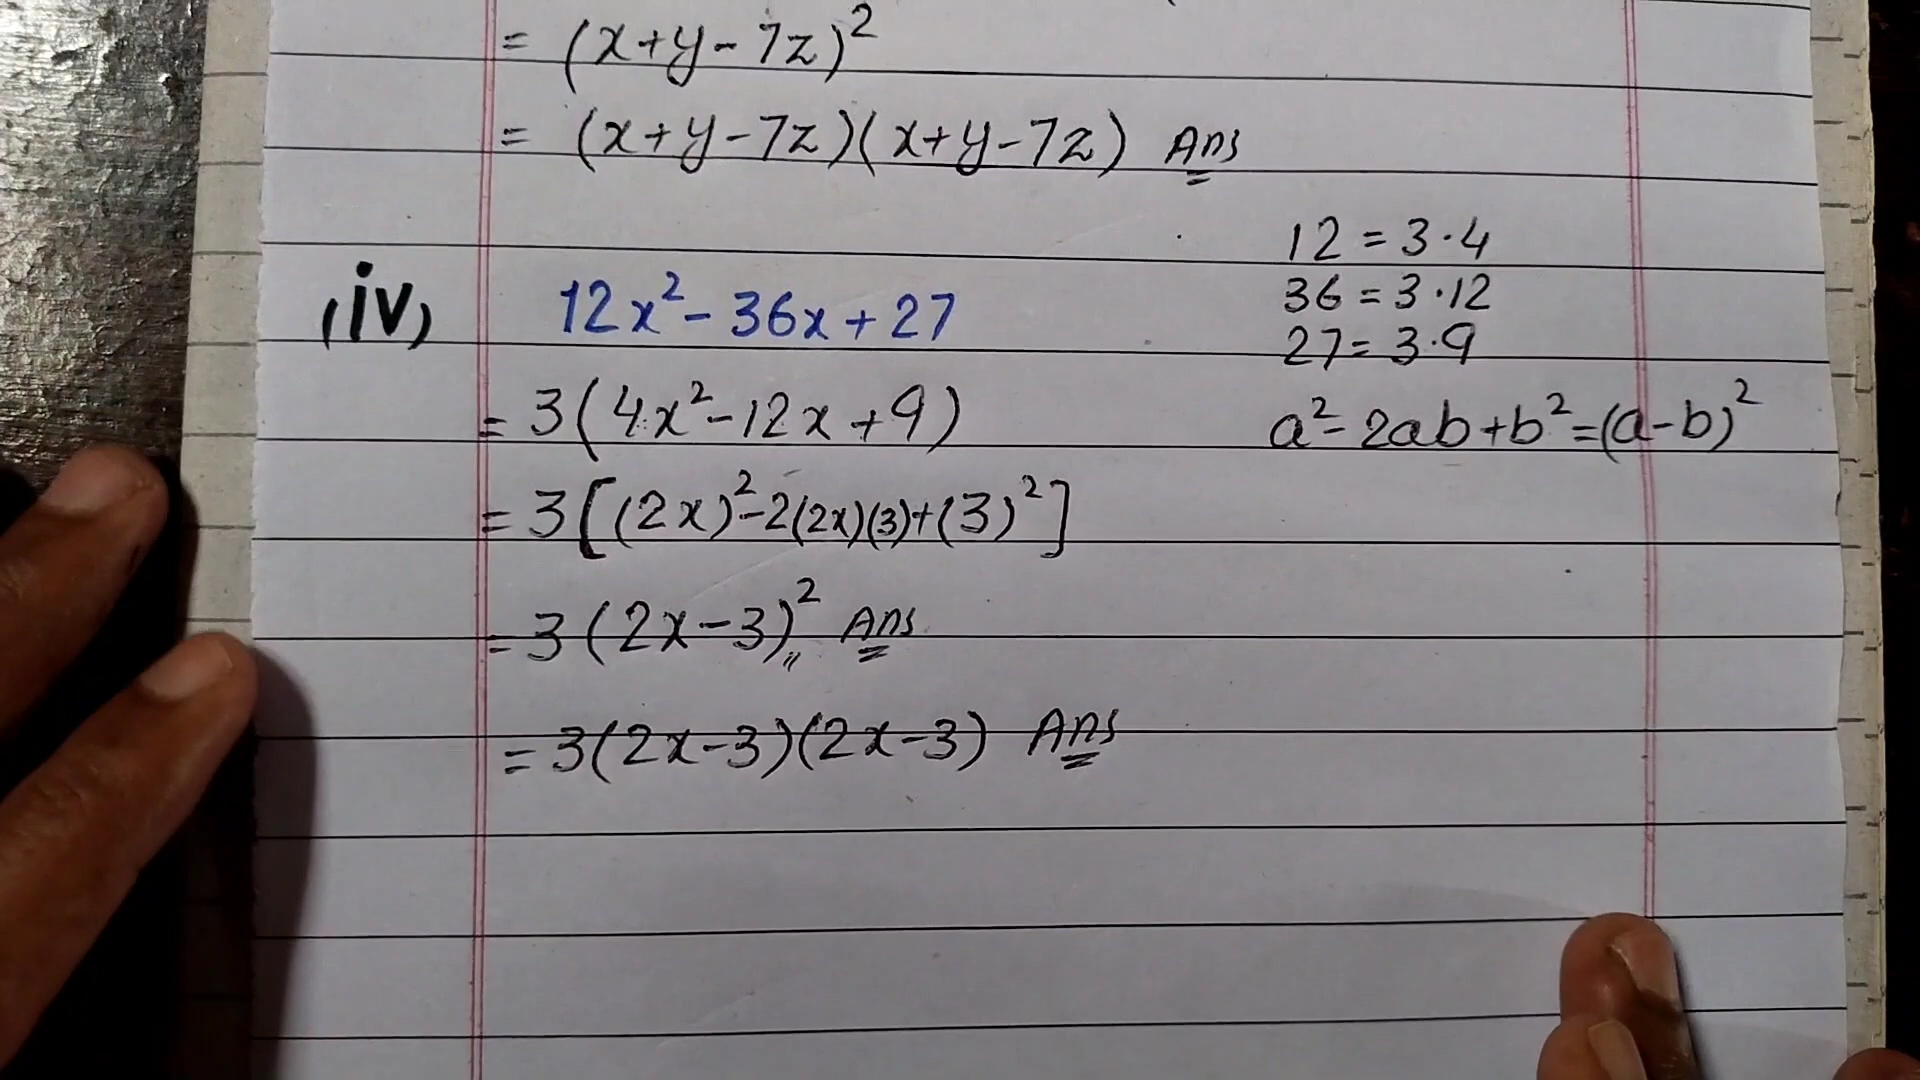 = (x+y-7z)²
= (x+y-7z)(x+y-7z) Ans
(iv) 12x² - 36x + 27
12 = 3·4
36 = 3·12
27 = 3·9
= 3(4x²-12x+9)
a²-2ab+b²=(a-b)²
= 3[(2x)²-2(2x)(3)+(3)²]
= 3(2x-3)² Ans
= 3(2x-3)(2x-3) Ans